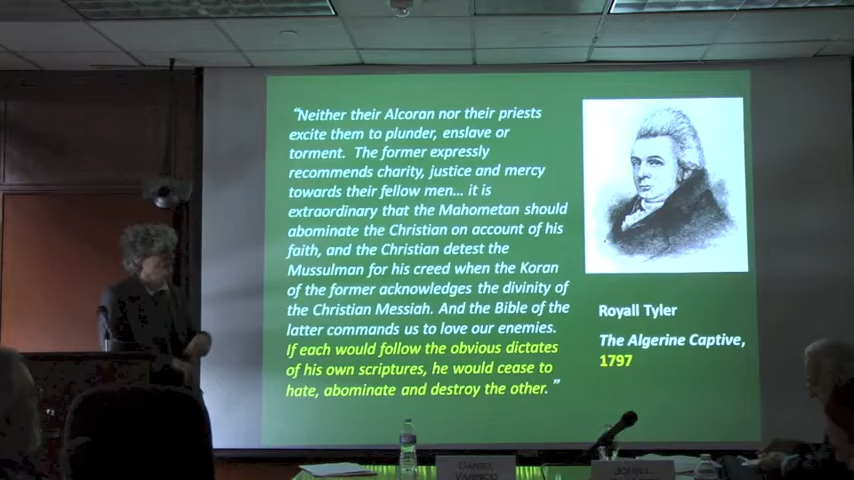 “Neither their Alcoran nor their priests
excite them to plunder, enslave or
torment. The former expressly
recommends charity, justice and mercy
towards their fellow men... it is
extraordinary that the Mahometan should
abominate the Christian on account of his
faith, and the Christian detest the
Mussulman for his creed when the Koran
of the former acknowledges the divinity of
the Christian Messiah. And the Bible of the
latter commands us to love our enemies.
If each would follow the obvious dictates
of his own scriptures, he would cease to
hate, abominate and destroy the other.”
Royall Tyler
The Algerine Captive,
1797
DANIEL
JOHN L.